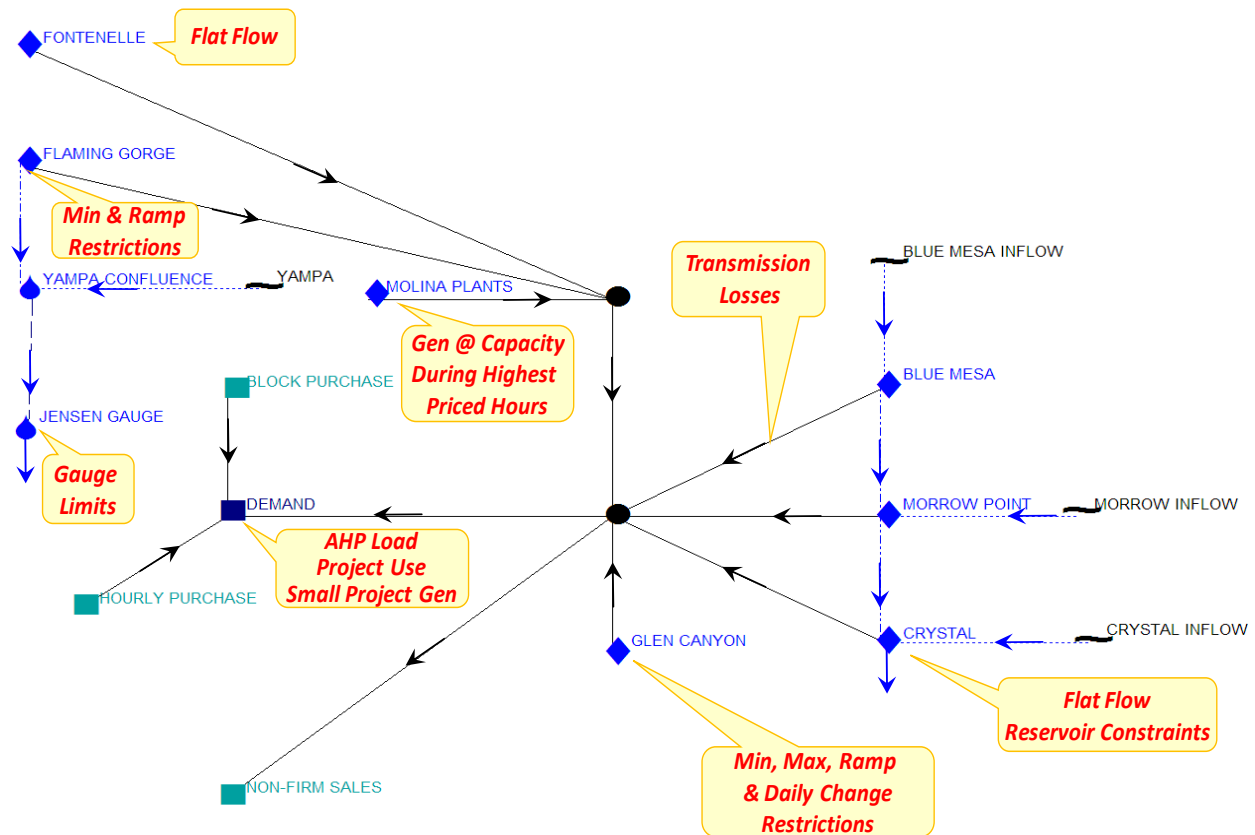 FONTENELLE
Flat Flow
FLAMING GORGE
Min & Ramp
Restrictions
YAMPA CONFLUENCE
YAMPA
MOLINA PLANTS
Gen @ Capacity
During Highest
Priced Hours
Transmission
Losses
BLUE MESA INFLOW
BLUE MESA
BLOCK PURCHASE
JENSEN GAUGE
Gauge
Limits
DEMAND
AHP Load
Project Use
Small Project Gen
MORROW POINT
MORROW INFLOW
HOURLY PURCHASE
GLEN CANYON
CRYSTAL
CRYSTAL INFLOW
Flat Flow
Reservoir Constraints
Min, Max, Ramp
& Daily Change
Restrictions
NON-FIRM SALES